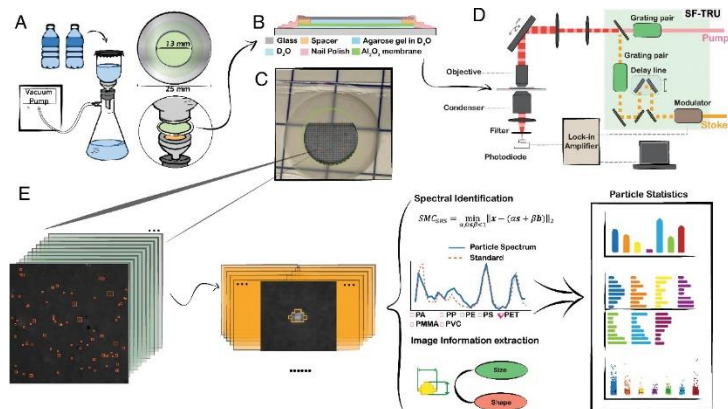 A
13 mm
25 mm
Vacuum
Pump
B
Glass
Spacer
Agarose gel in D₂O
D₂O
Nail Polish
Al₂O₃ membrane
C
D
SF-TRU
Grating pair
Pump
Grating
pair
Delay line
Modulator
Stoke
Objective
Condenser
Filter
Photodiode
Lock-in
Amplifier
E
...
...
...
......
Spectral Identification
Particle Spectrum
Standard
PA PP PE PS PET
PMMA PVC
Image Information extraction
Size
Shape
Particle Statistics